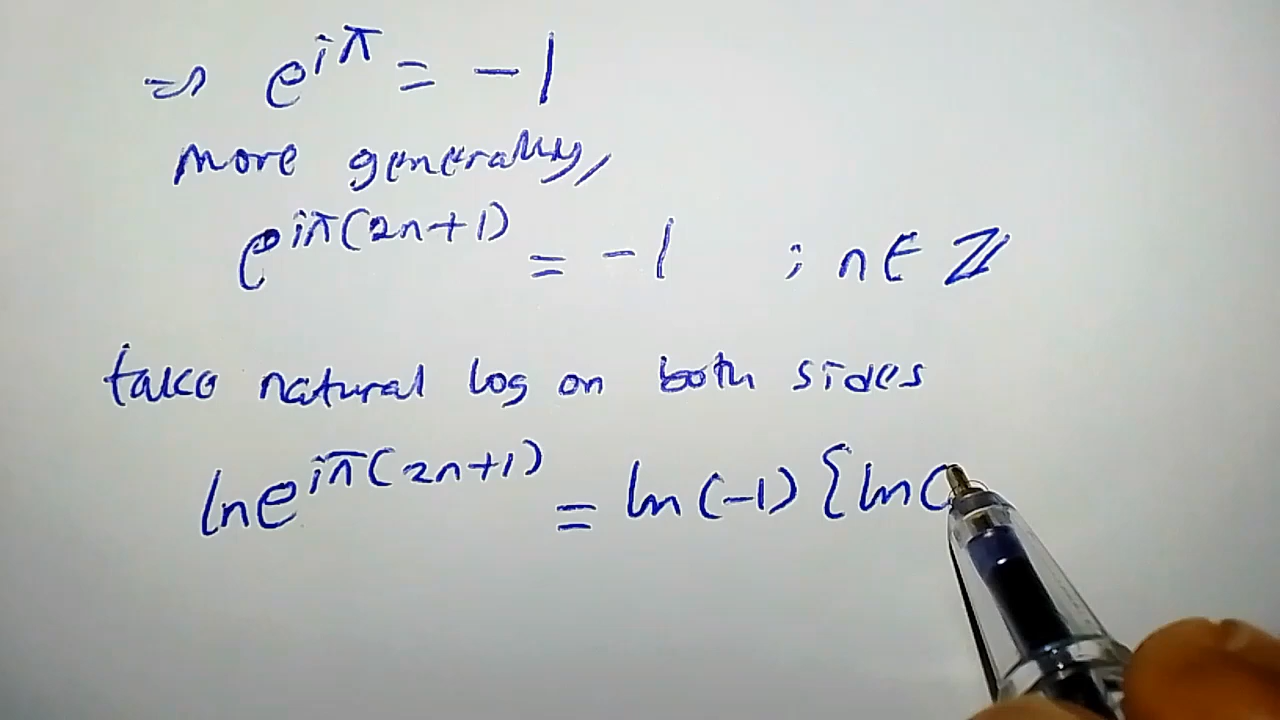 ⇒ e^{iπ} = -1
more generally,
e^{iπ(2n+1)} = -1 ; n ∈ ℤ
take natural log on both sides
ln e^{iπ(2n+1)} = ln (-1) { ln (